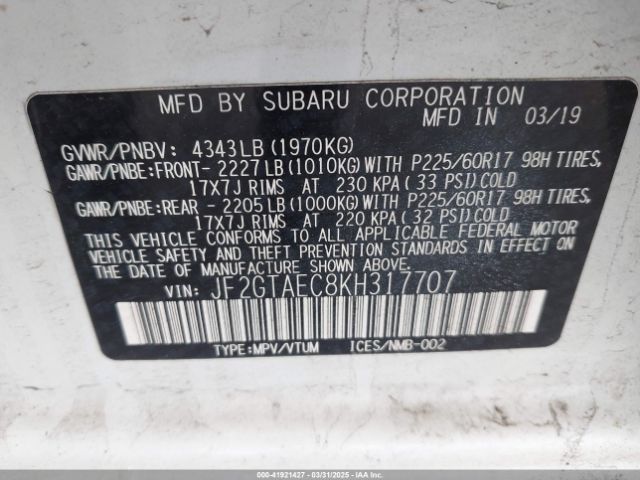 MFD BY SUBARU CORPORATION
MFD IN 03/19
GVWR/PNBV: 4343LB (1970KG)
GAWR/PNBE:FRONT- 2227LB (1010KG) WITH P225/60R17 98H TIRES,
17X7J RIMS AT 230 KPA (33 PSI) COLD
GAWR/PNBE:REAR - 2205LB (1000KG) WITH P225/60R17 98H TIRES,
17X7J RIMS AT 220 KPA (32 PSI) COLD
THIS VEHICLE CONFORMS TO ALL APPLICABLE FEDERAL MOTOR
VEHICLE SAFETY AND THEFT PREVENTION STANDARDS IN EFFECT ON
THE DATE OF MANUFACTURE SHOWN ABOVE.
VIN: JF2GTAEC8KH317707
TYPE:MPV/VTUM ICES/NMB-002
000-41921427 - 03/31/2025 - IAAI.COM